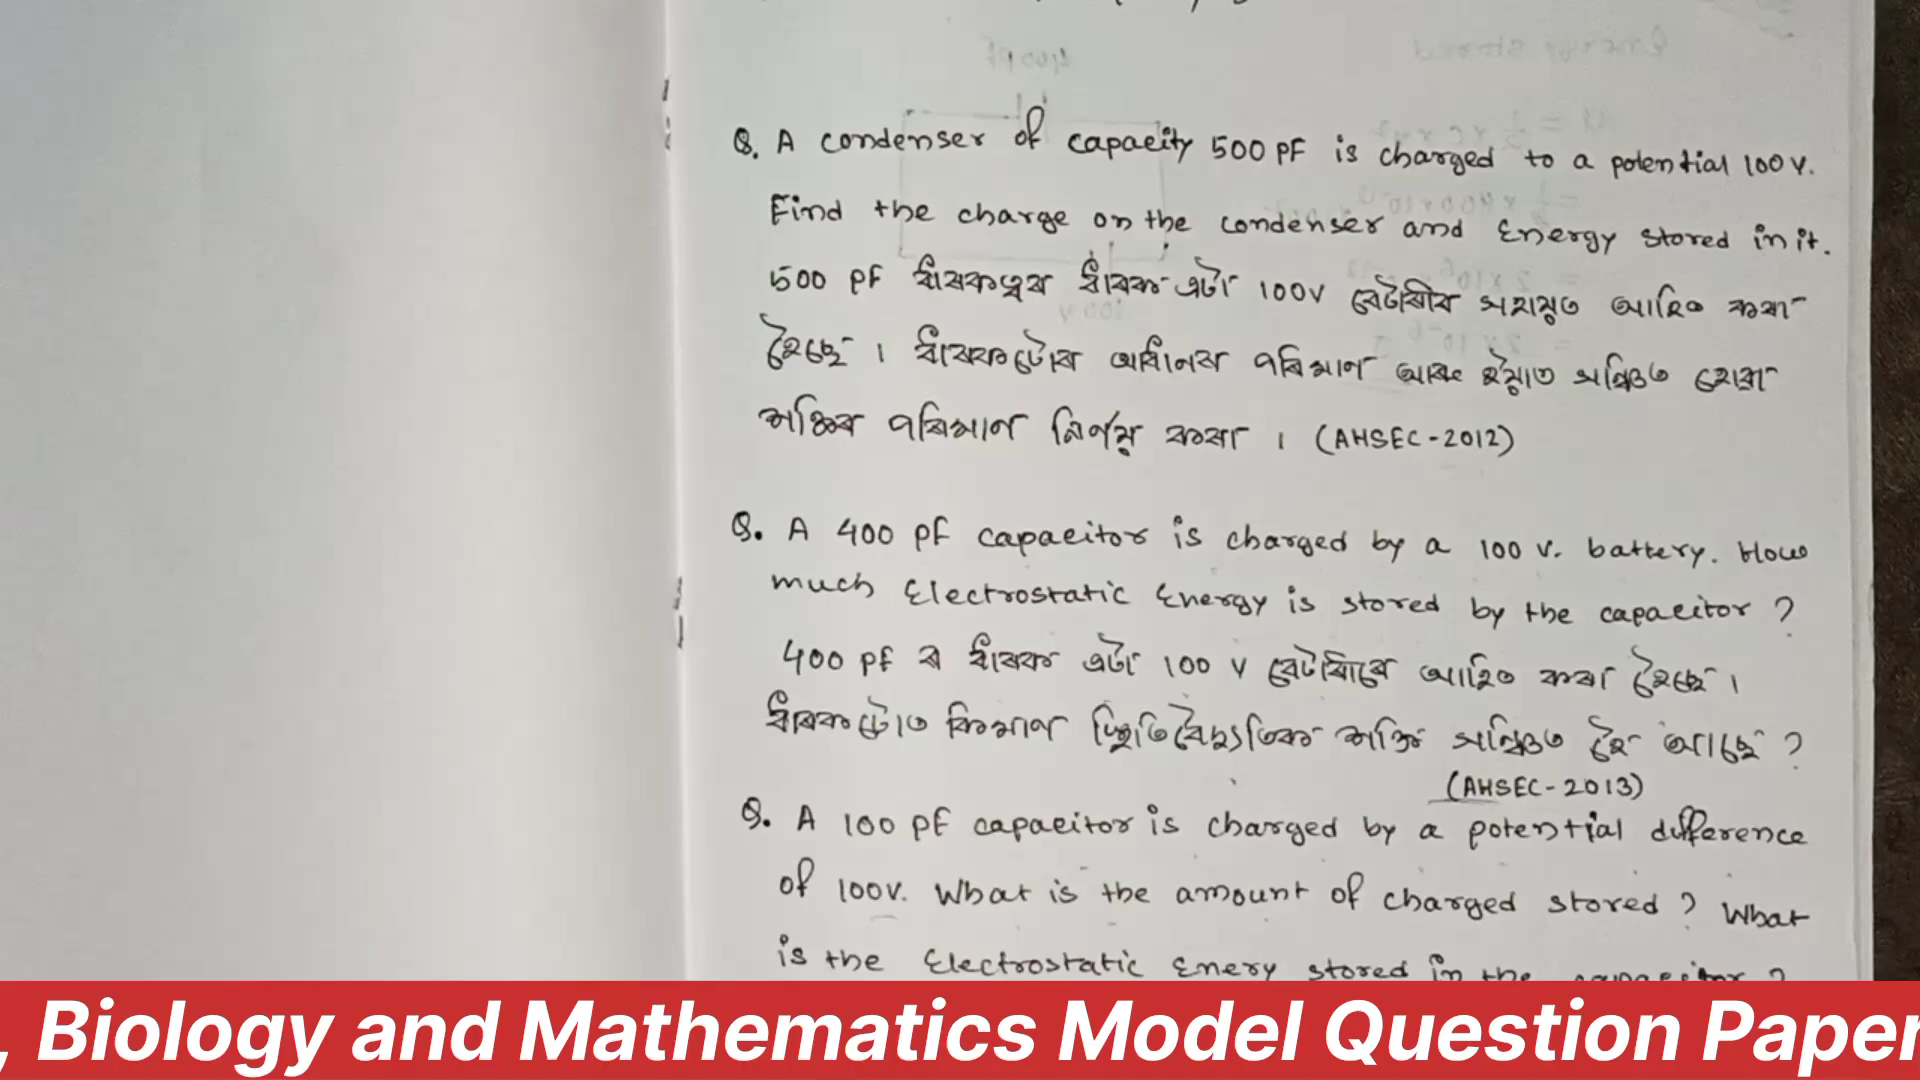 Q. A condenser of capacity 500 PF is charged to a potential 100 V.
Find the charge on the condenser and Energy stored in it.
500 PF ধাৰকত্বৰ ধাৰক এটা 100V বেটাৰীৰ সহায়ত আহিত কৰা
হৈছে । ধাৰকটোৰ আধানৰ পৰিমাণ আৰু ইয়াত সঞ্চিত হোৱা
শক্তিৰ পৰিমাণ নিৰ্ণয় কৰা । (AHSEC-2012)
Q. A 400 PF capacitor is charged by a 100 V. battery. How
much Electrostatic Energy is stored by the capacitor ?
400 PF ৰ ধাৰক এটা 100 V বেটাৰিৰে আহিত কৰা হৈছে ।
ধাৰকটোত কিমাণ স্থিতি বৈদ্যুতিক শক্তি সঞ্চিত হৈ আছে ?
(AHSEC-2013)
Q. A 100 PF capacitor is charged by a potential difference
of 100V. What is the amount of charged stored ? What
is the Electrostatic Enery stored in the
, Biology and Mathematics Model Question Paper